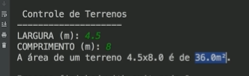 Controle de Terrenos
--------------------
LARGURA (m): 4.5
COMPRIMENTO (m): 8
A área de um terreno 4.5x8.0 é de 36.0m².